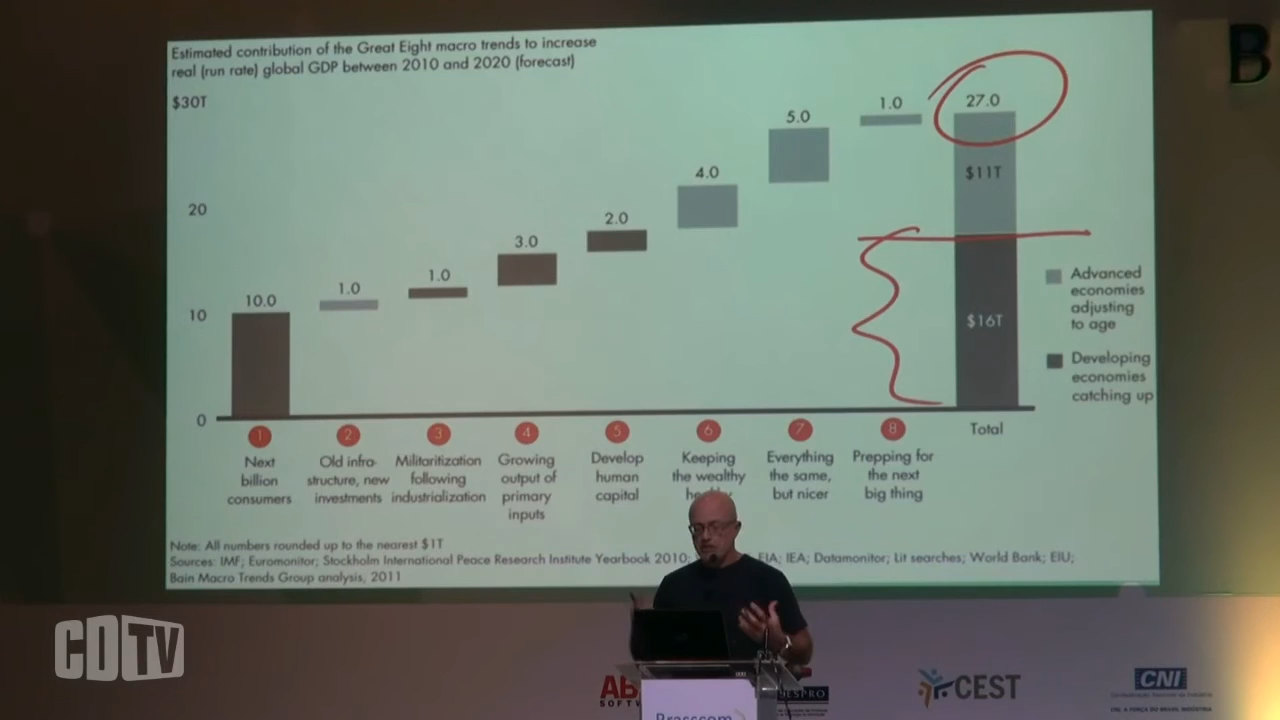 Estimated contribution of the Great Eight macro trends to increase
real (run rate) global GDP between 2010 and 2020 (forecast)
B
$30T
20
10
0
10.0
1.0
1.0
3.0
2.0
4.0
5.0
1.0
27.0
$11T
$16T
Advanced
economies
adjusting
to age
Developing
economies
catching up
1
2
3
4
5
6
7
8
Total
Next
billion
consumers
Old infra-
structure, new
investments
Militaritization
following
industrialization
Growing
output of
primary
inputs
Develop
human
capital
Keeping
the wealthy
Everything
the same,
but nicer
Prepping for
the next
big thing
Note: All numbers rounded up to the nearest $1T
Sources: IMF; Euromonitor; Stockholm International Peace Research Institute Yearbook 2010; EIA; IEA; Datamonitor; Lit searches; World Bank; EIU;
Bain Macro Trends Group analysis, 2011
CDTV
CEST
CNI
Brasscom